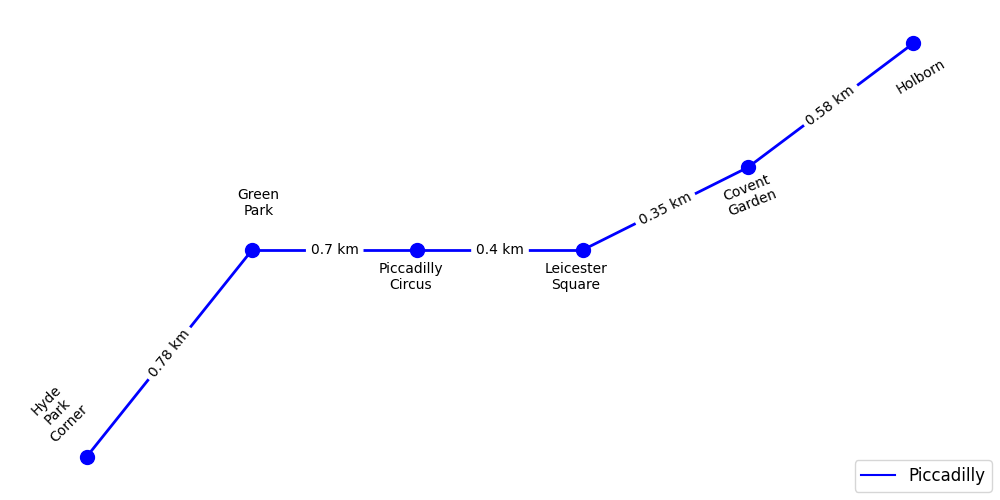 Holborn
0.58 km
Covent
Garden
0.35 km
Green
Park
0.7 km
0.4 km
Piccadilly
Circus
Leicester
Square
0.78 km
Hyde
Park
Corner
Piccadilly